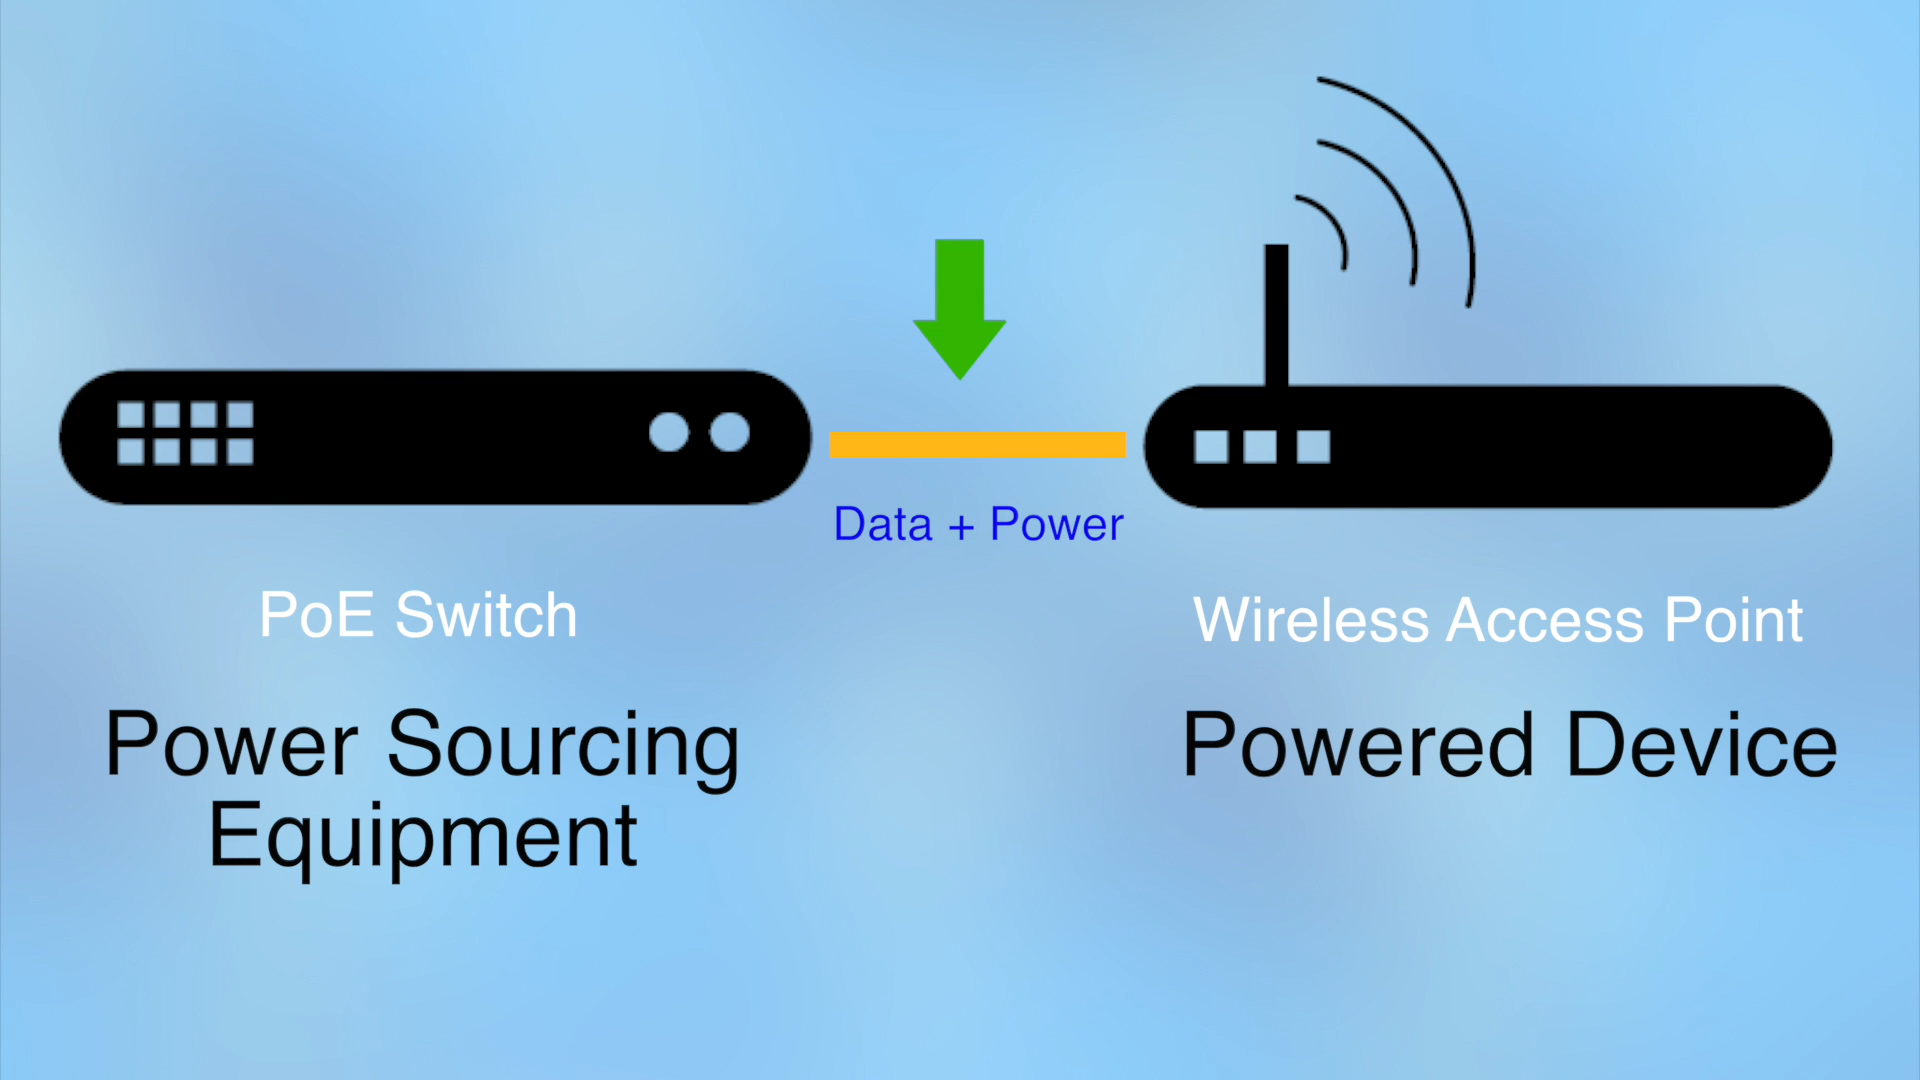 Data + Power
PoE Switch
Wireless Access Point
Power Sourcing
Equipment
Powered Device